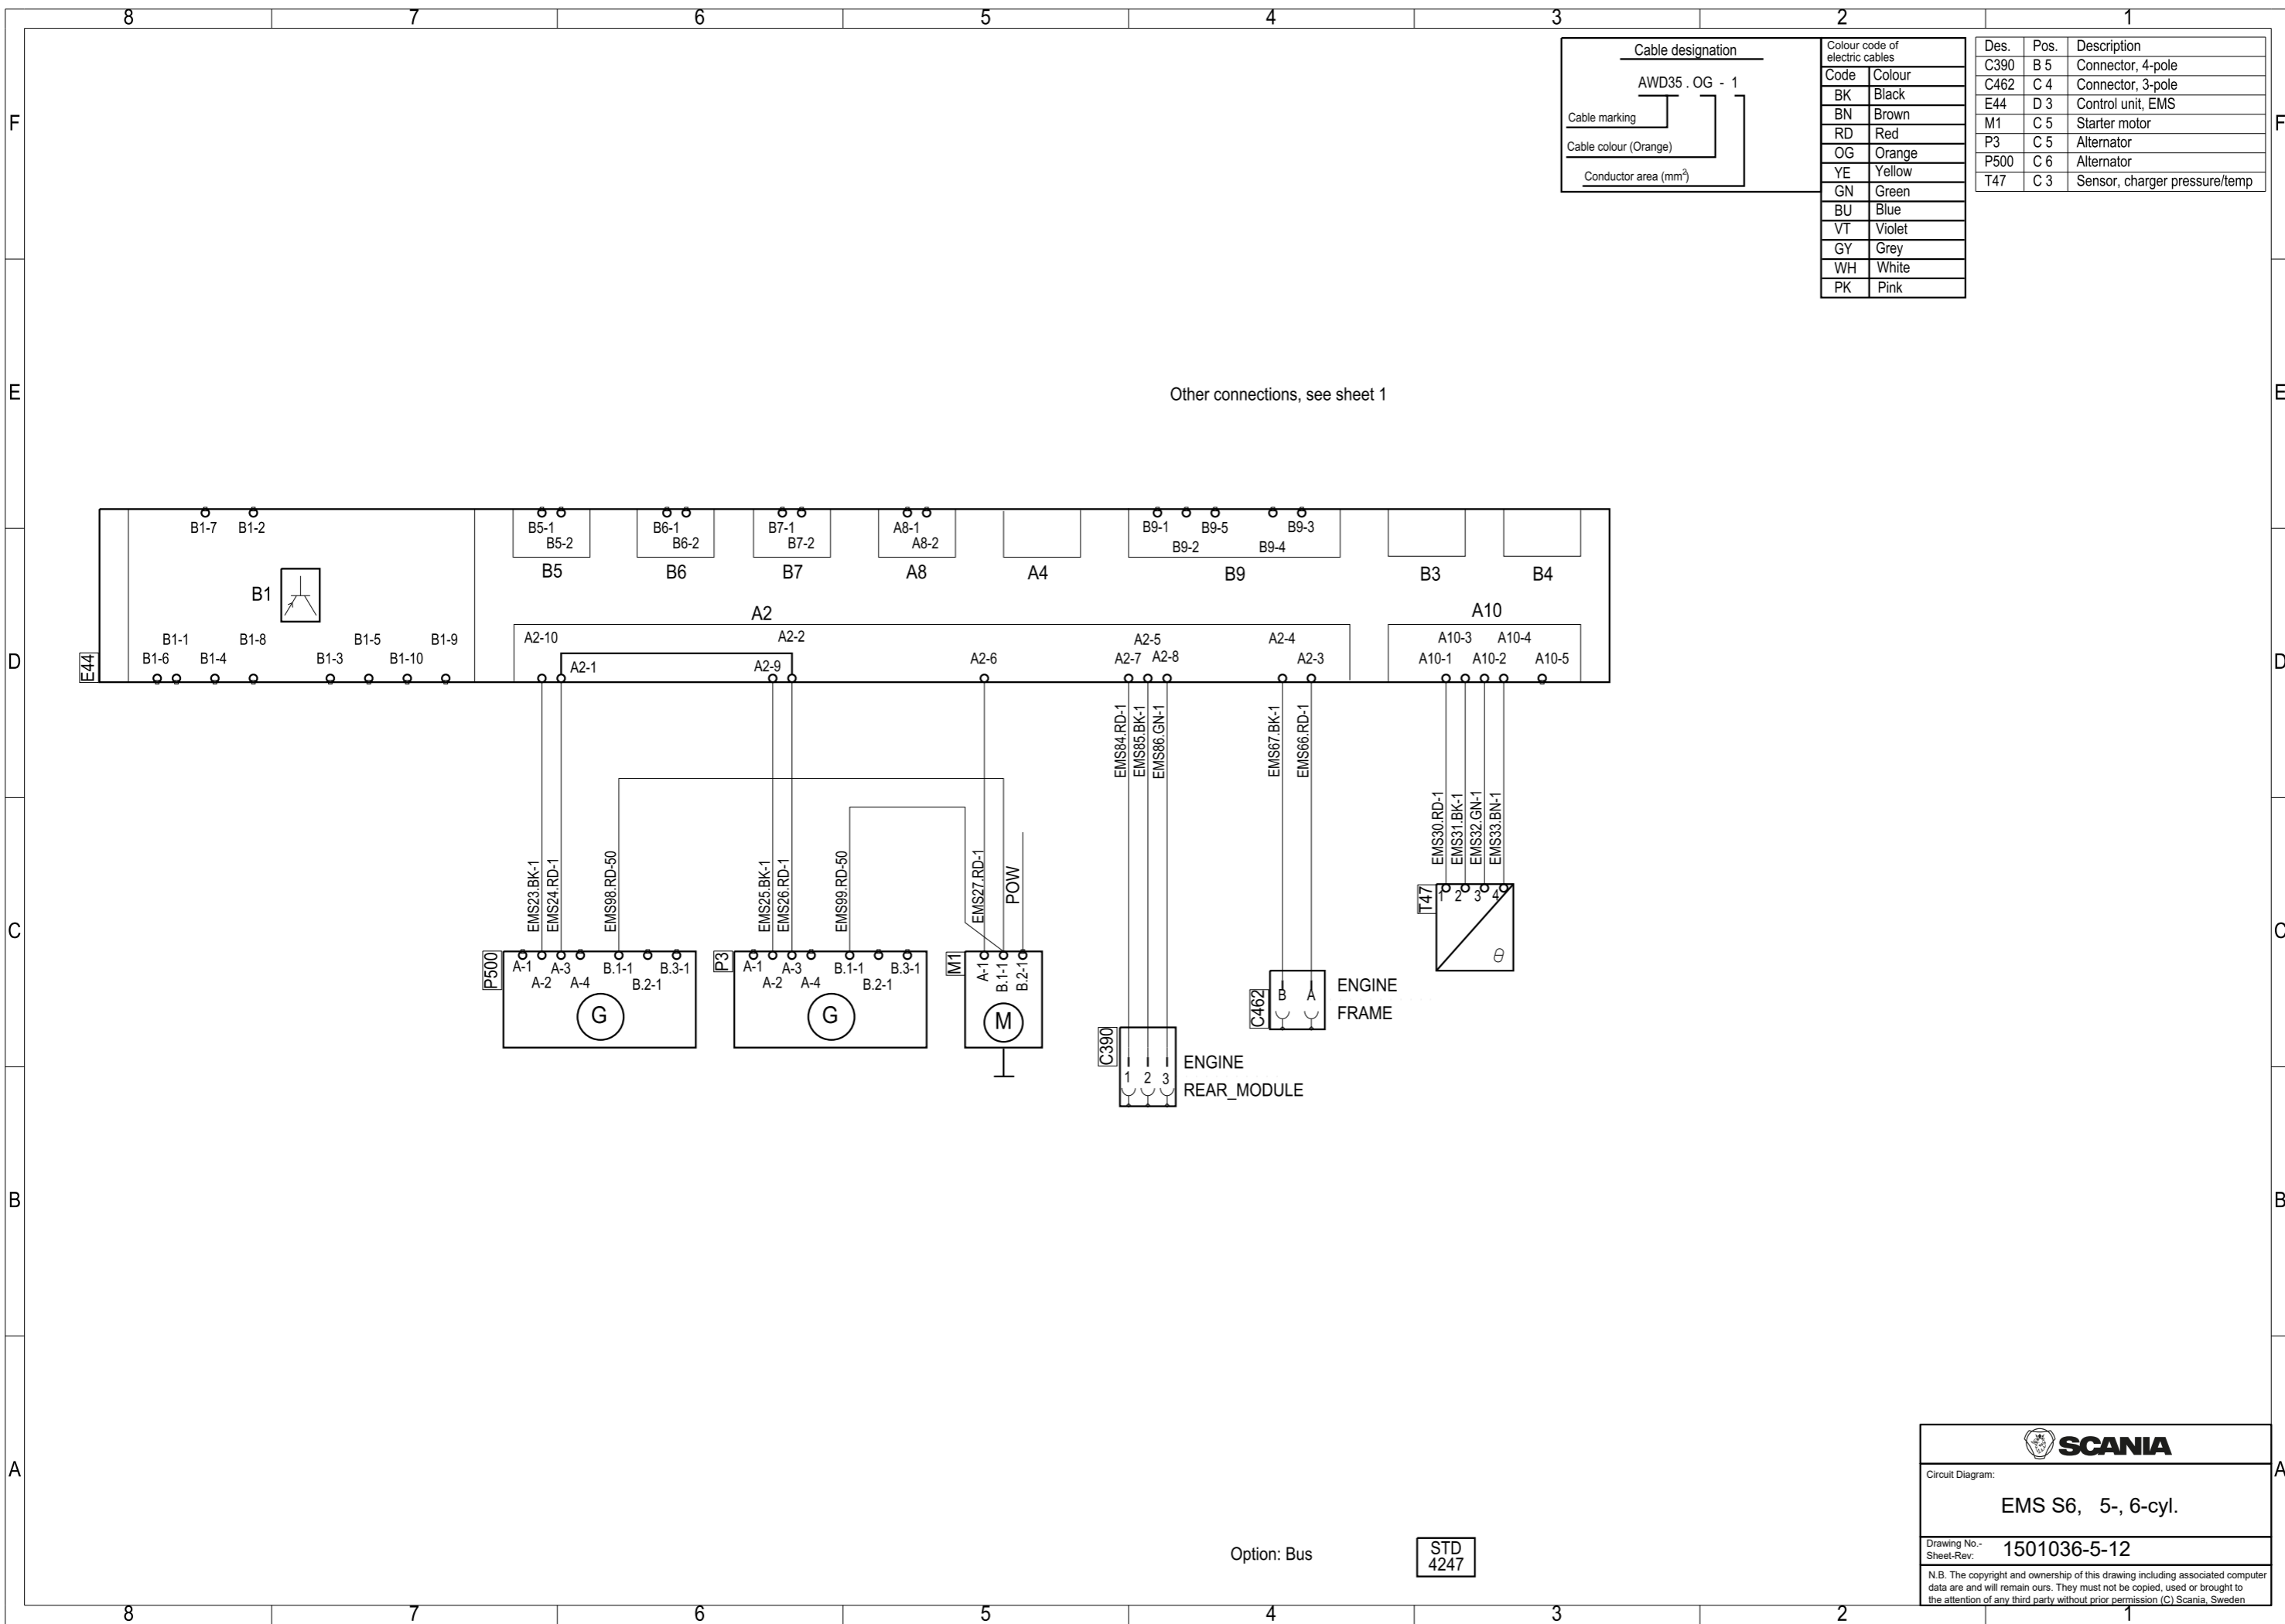 8 7 6 5 4 3 2 1
F
E
D
C
B
A
F
E
D
C
B
A
Cable designation
AWD35 . OG - 1
Cable marking
Cable colour (Orange)
Conductor area (mm²)
Colour code of
electric cables
Code Colour
BK Black
BN Brown
RD Red
OG Orange
YE Yellow
GN Green
BU Blue
VT Violet
GY Grey
WH White
PK Pink
Des. Pos. Description
C390 B 5 Connector, 4-pole
C462 C 4 Connector, 3-pole
E44 D 3 Control unit, EMS
M1 C 5 Starter motor
P3 C 5 Alternator
P500 C 6 Alternator
T47 C 3 Sensor, charger pressure/temp
Other connections, see sheet 1
B1-7 B1-2 B5-1 B6-1 B7-1 A8-1 B9-1 B9-5 B9-3
B5-2 B6-2 B7-2 A8-2 B9-2 B9-4
B5 B6 B7 A8 A4 B9 B3 B4
B1
A2 A10
B1-1 B1-8 B1-5 B1-9 A2-10 A2-2 A2-5 A2-4 A10-3 A10-4
B1-6 B1-4 B1-3 B1-10 A2-1 A2-9 A2-6 A2-7 A2-8 A2-3 A10-1 A10-2 A10-5
E44
EMS84.RD-1
EMS85.BK-1
EMS86.GN-1
EMS67.BK-1
EMS66.RD-1
EMS30.RD-1
EMS31.BK-1
EMS32.GN-1
EMS33.BN-1
EMS23.BK-1
EMS24.RD-1
EMS98.RD-50
EMS25.BK-1
EMS26.RD-1
EMS99.RD-50
EMS27.RD-1
POW
T47
1 2 3 4
θ
P500
A-1 A-3 B.1-1 B.3-1
A-2 A-4 B.2-1
G
P3
A-1 A-3 B.1-1 B.3-1
A-2 A-4 B.2-1
G
M1
A-1
B.1-1
B.2-1
M
C462
B A
ENGINE
FRAME
C390
1 2 3
ENGINE
REAR_MODULE
SCANIA
Circuit Diagram:
EMS S6, 5-, 6-cyl.
Drawing No.-
Sheet-Rev: 1501036-5-12
N.B. The copyright and ownership of this drawing including associated computer
data are and will remain ours. They must not be copied, used or brought to
the attention of any third party without prior permission (C) Scania, Sweden
Option: Bus
STD
4247
8 7 6 5 4 3 2 1